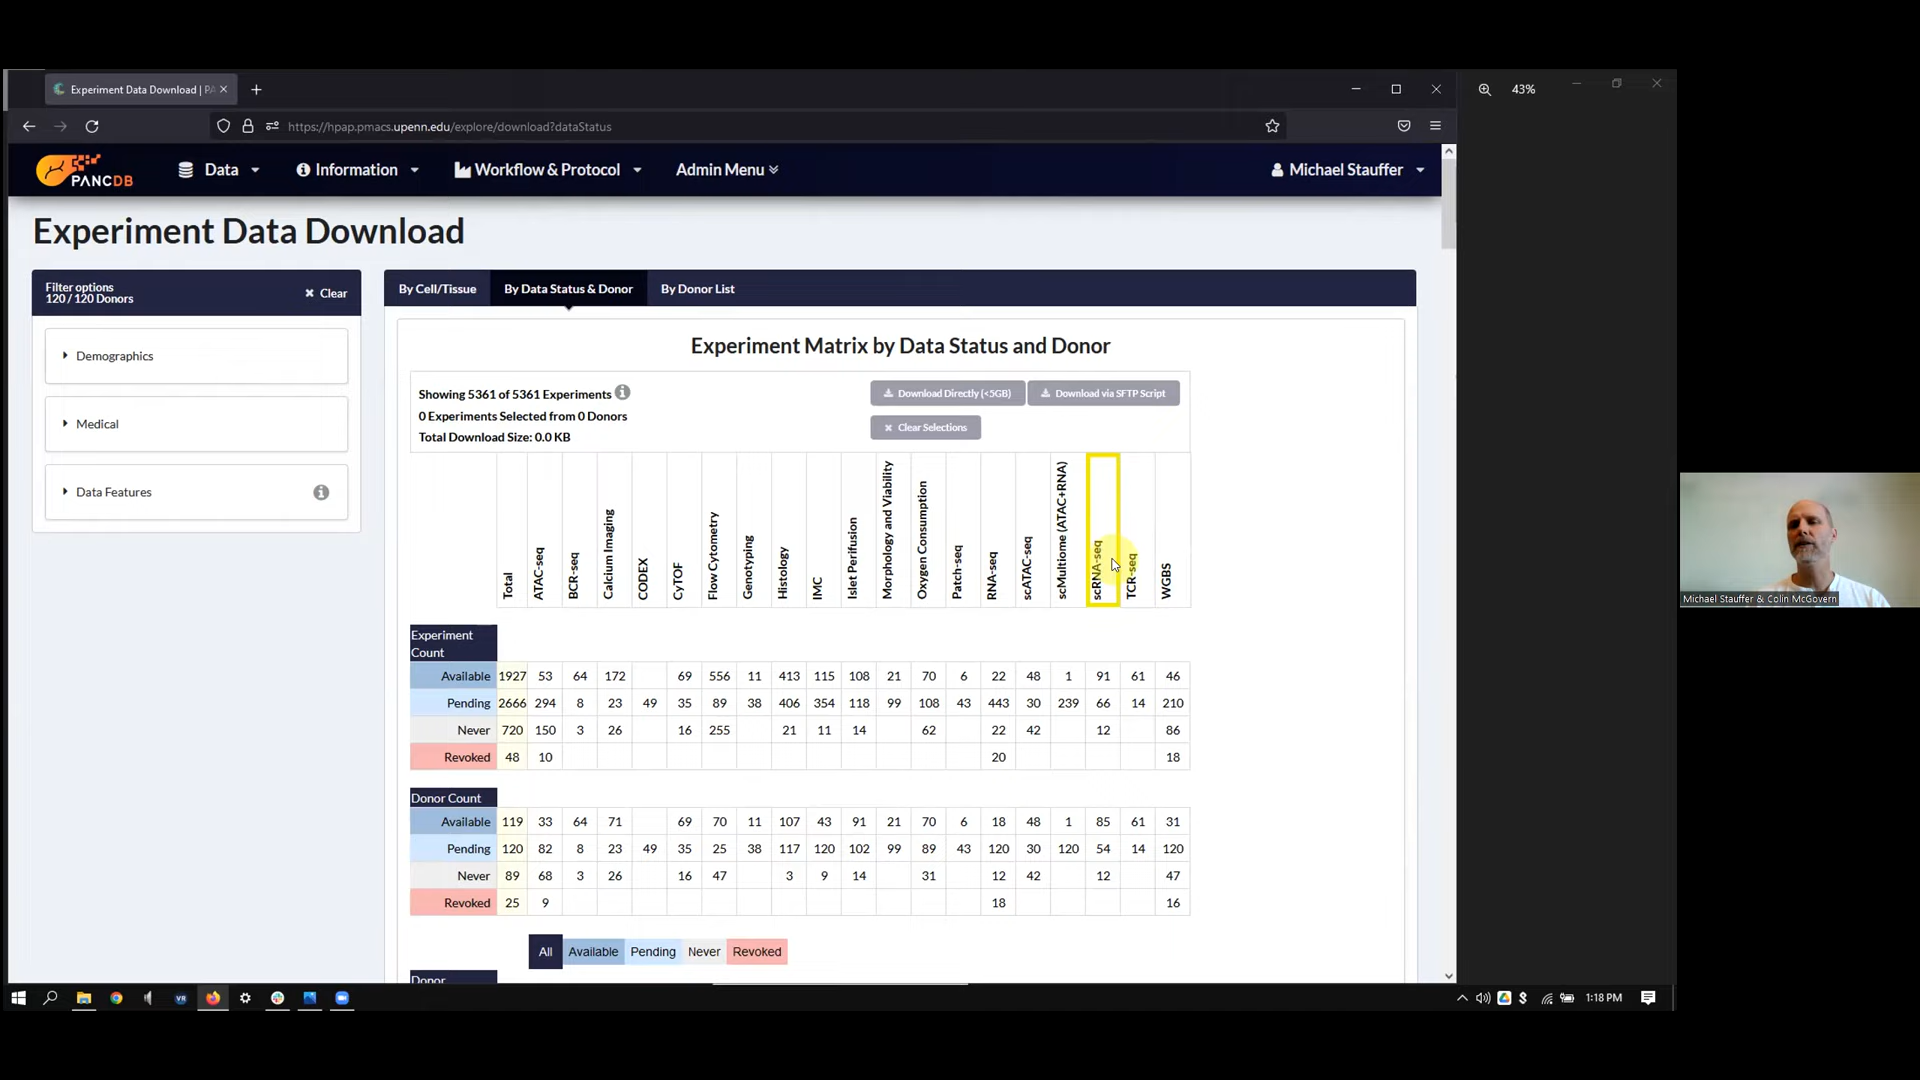 Experiment Data Download | PA
43%
https://hpap.pmacs.upenn.edu/explore/download?dataStatus
PANCDB
Data
Information
Workflow & Protocol
Admin Menu
Michael Stauffer
Experiment Data Download
Filter options
120 / 120 Donors
Clear
Demographics
Medical
Data Features
By Cell/Tissue
By Data Status & Donor
By Donor List
Experiment Matrix by Data Status and Donor
Showing 5361 of 5361 Experiments
0 Experiments Selected from 0 Donors
Total Download Size: 0.0 KB
Download Directly (<5GB)
Download via SFTP Script
Clear Selections
Total
ATAC-seq
BCR-seq
Calcium Imaging
CODEX
CyTOF
Flow Cytometry
Genotyping
Histology
IMC
Islet Perifusion
Morphology and Viability
Oxygen Consumption
Patch-seq
RNA-seq
scATAC-seq
scMultiome (ATAC+RNA)
scRNA-seq
TCR-seq
WGBS
Experiment
Count
Available 1927 53 64 172 69 556 11 413 115 108 21 70 6 22 48 1 91 61 46
Pending 2666 294 8 23 49 35 89 38 406 354 118 99 108 43 443 30 239 66 14 210
Never 720 150 3 26 16 255 21 11 14 62 22 42 12 86
Revoked 48 10 20 18
Donor Count
Available 119 33 64 71 69 70 11 107 43 91 21 70 6 18 48 1 85 61 31
Pending 120 82 8 23 49 35 25 38 117 120 102 99 89 43 120 30 120 54 14 120
Never 89 68 3 26 16 47 3 9 14 31 12 42 12 47
Revoked 25 9 18 16
All Available Pending Never Revoked
Donor
Michael Stauffer & Colin McGovern
VR
1:18 PM